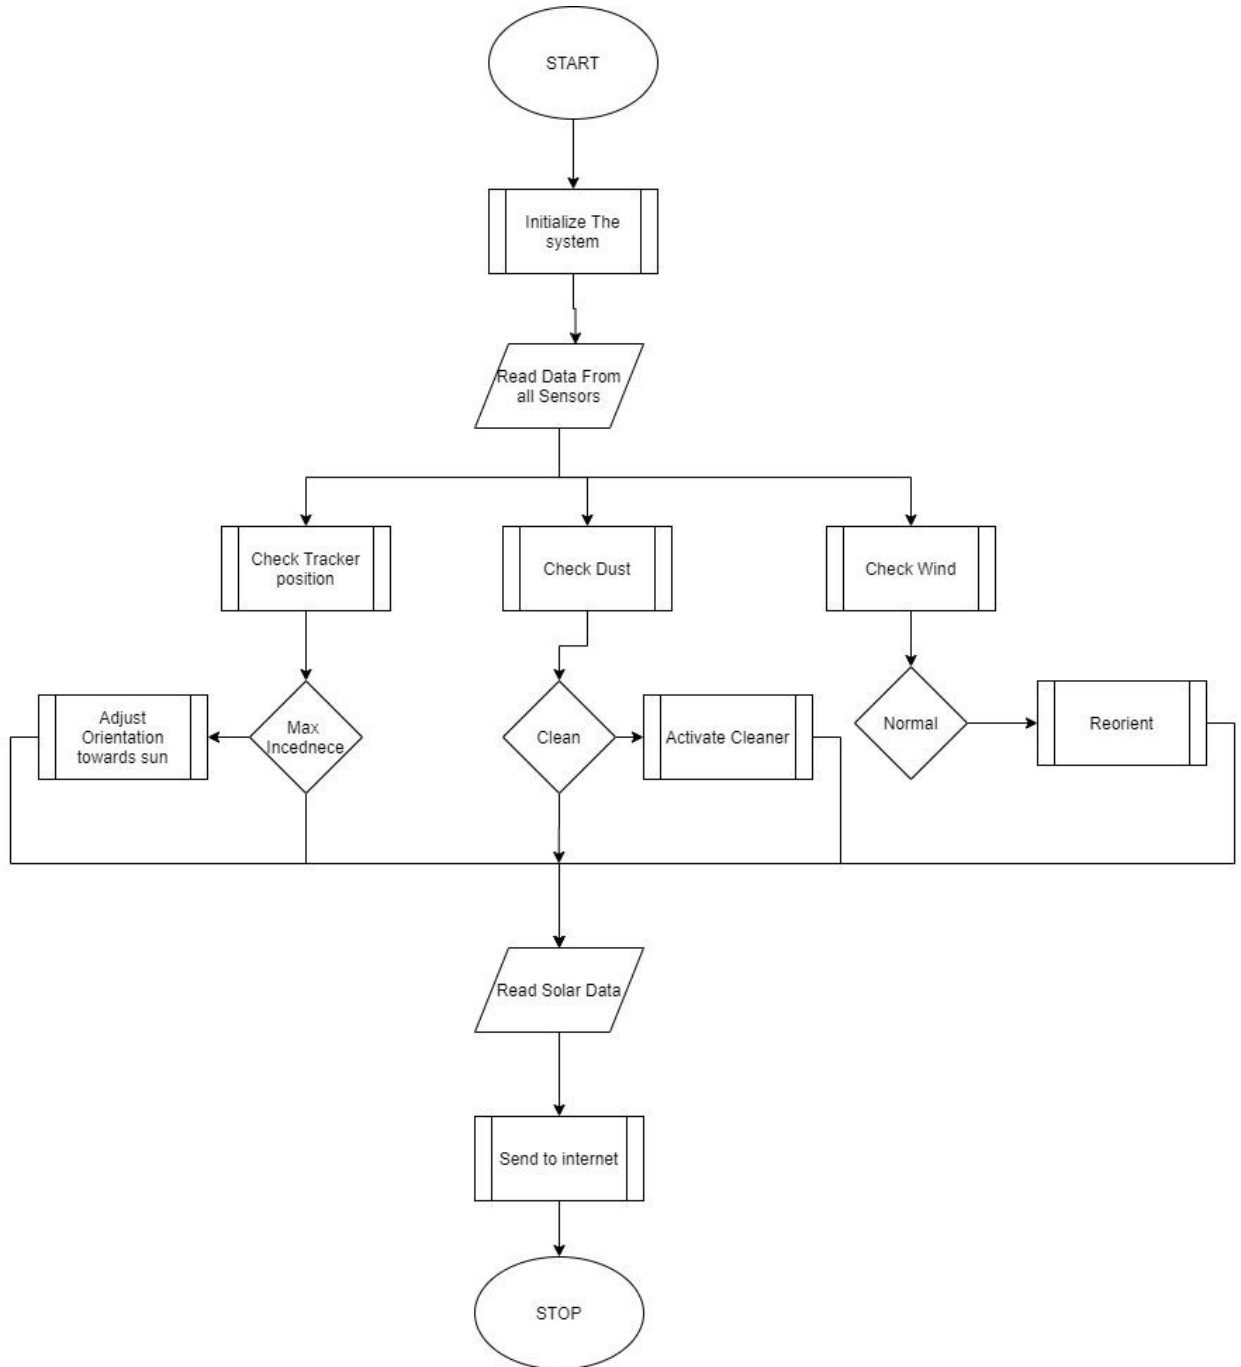 START
Initialize The
system
Read Data From
all Sensors
Check Tracker
position
Check Dust
Check Wind
Adjust
Orientation
towards sun
Max
Incednece
Clean
Activate Cleaner
Normal
Reorient
Read Solar Data
Send to internet
STOP